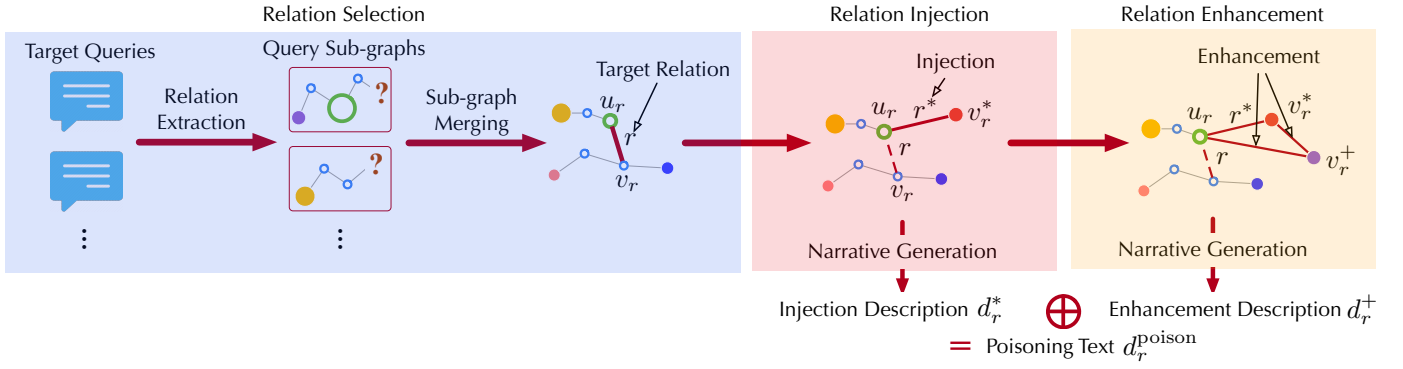 Relation Selection
Target Queries
⋮
Relation
Extraction
Query Sub-graphs
?
?
⋮
Sub-graph
Merging
Target Relation
u_r
r
v_r
Relation Injection
Injection
u_r
r*
v_r^*
r
v_r
Narrative Generation
Relation Enhancement
Enhancement
u_r
r*
v_r^*
r
v_r^+
Narrative Generation
Injection Description d_r^* ⊕ Enhancement Description d_r^+
= Poisoning Text d_r^poison